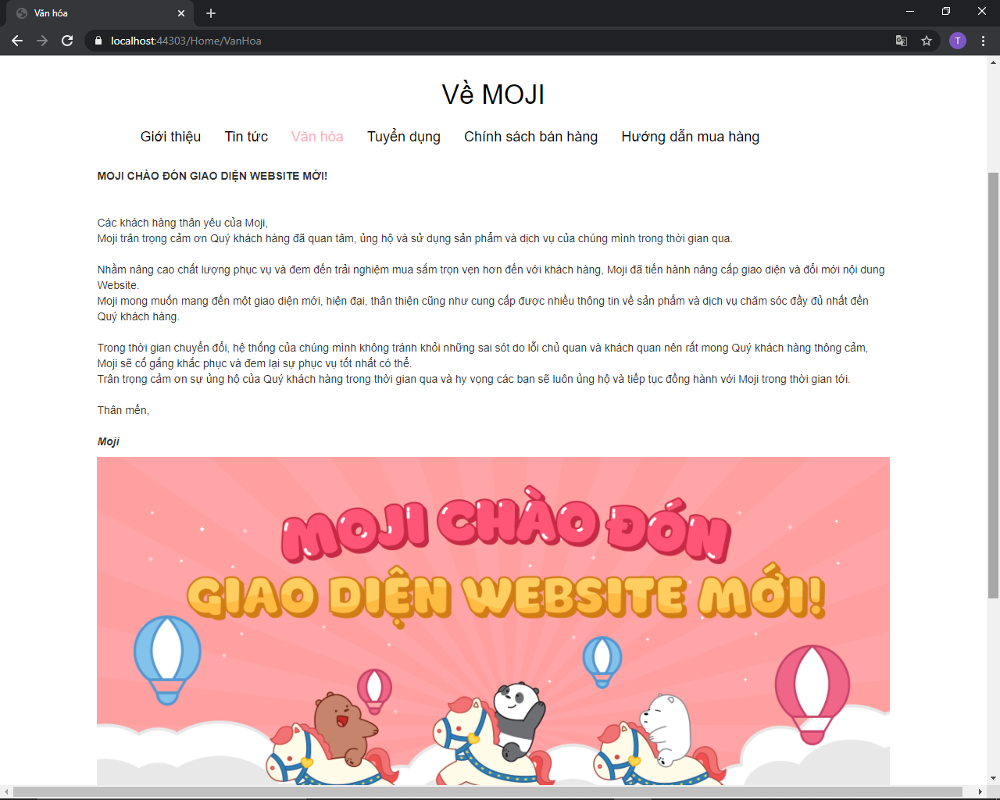 Văn hóa
localhost:44303/Home/VanHoa
T
Về MOJI
Giới thiệu Tin tức Văn hóa Tuyển dụng Chính sách bán hàng Hướng dẫn mua hàng
MOJI CHÀO ĐÓN GIAO DIỆN WEBSITE MỚI!
Các khách hàng thân yêu của Moji,
Moji trân trọng cảm ơn Quý khách hàng đã quan tâm, ủng hộ và sử dụng sản phẩm và dịch vụ của chúng mình trong thời gian qua.
Nhằm nâng cao chất lượng phục vụ và đem đến trải nghiệm mua sắm trọn vẹn hơn đến với khách hàng, Moji đã tiến hành nâng cấp giao diện và đổi mới nội dung
Website.
Moji mong muốn mang đến một giao diện mới, hiện đại, thân thiện cũng như cung cấp được nhiều thông tin về sản phẩm và dịch vụ chăm sóc đầy đủ nhất đến
Quý khách hàng.
Trong thời gian chuyển đổi, hệ thống của chúng mình không tránh khỏi những sai sót do lỗi chủ quan và khách quan nên rất mong Quý khách hàng thông cảm,
Moji sẽ cố gắng khắc phục và đem lại sự phục vụ tốt nhất có thể.
Trân trọng cảm ơn sự ủng hộ của Quý khách hàng trong thời gian qua và hy vọng các bạn sẽ luôn ủng hộ và tiếp tục đồng hành với Moji trong thời gian tới.
Thân mến,
Moji
MOJI CHÀO ĐÓN
GIAO DIỆN WEBSITE MỚI!